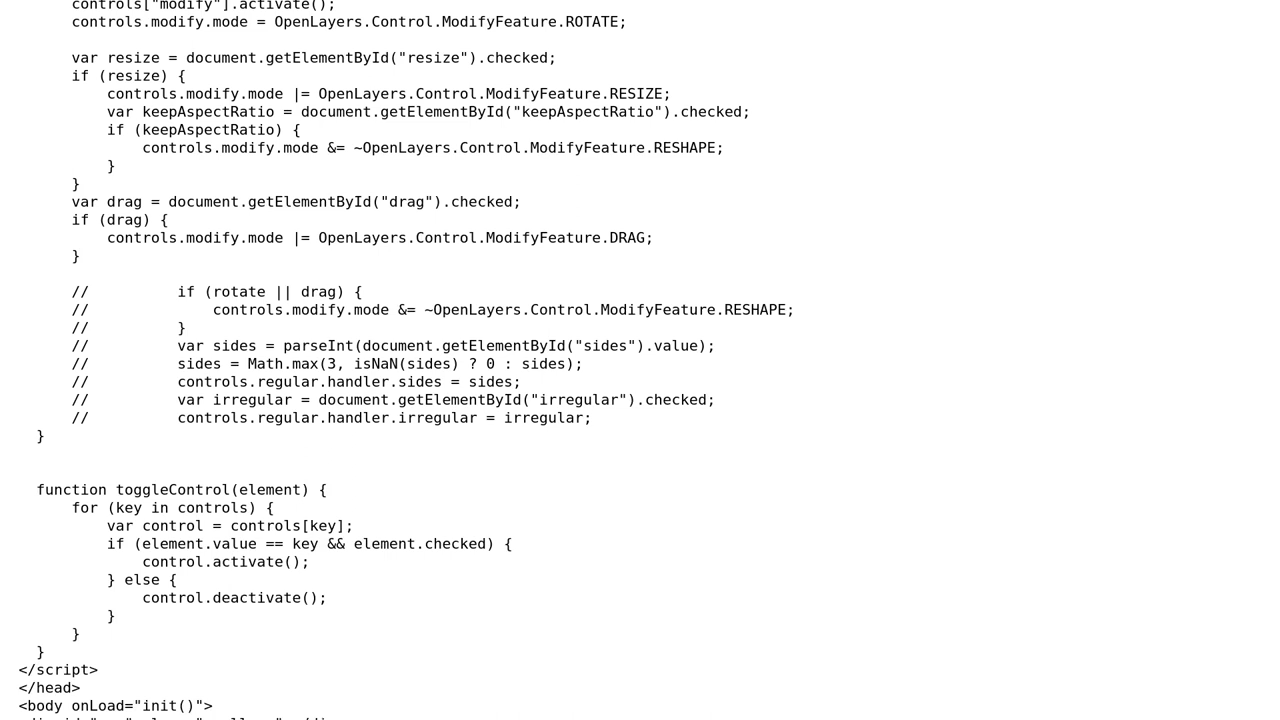 controls["modify"].activate();
controls.modify.mode = OpenLayers.Control.ModifyFeature.ROTATE;
var resize = document.getElementById("resize").checked;
if (resize) {
controls.modify.mode |= OpenLayers.Control.ModifyFeature.RESIZE;
var keepAspectRatio = document.getElementById("keepAspectRatio").checked;
if (keepAspectRatio) {
controls.modify.mode &= ~OpenLayers.Control.ModifyFeature.RESHAPE;
}
}
var drag = document.getElementById("drag").checked;
if (drag) {
controls.modify.mode |= OpenLayers.Control.ModifyFeature.DRAG;
}
// if (rotate || drag) {
// controls.modify.mode &= ~OpenLayers.Control.ModifyFeature.RESHAPE;
// }
// var sides = parseInt(document.getElementById("sides").value);
// sides = Math.max(3, isNaN(sides) ? 0 : sides);
// controls.regular.handler.sides = sides;
// var irregular = document.getElementById("irregular").checked;
// controls.regular.handler.irregular = irregular;
}
function toggleControl(element) {
for (key in controls) {
var control = controls[key];
if (element.value == key && element.checked) {
control.activate();
} else {
control.deactivate();
}
}
}
</script>
</head>
<body onLoad="init()">